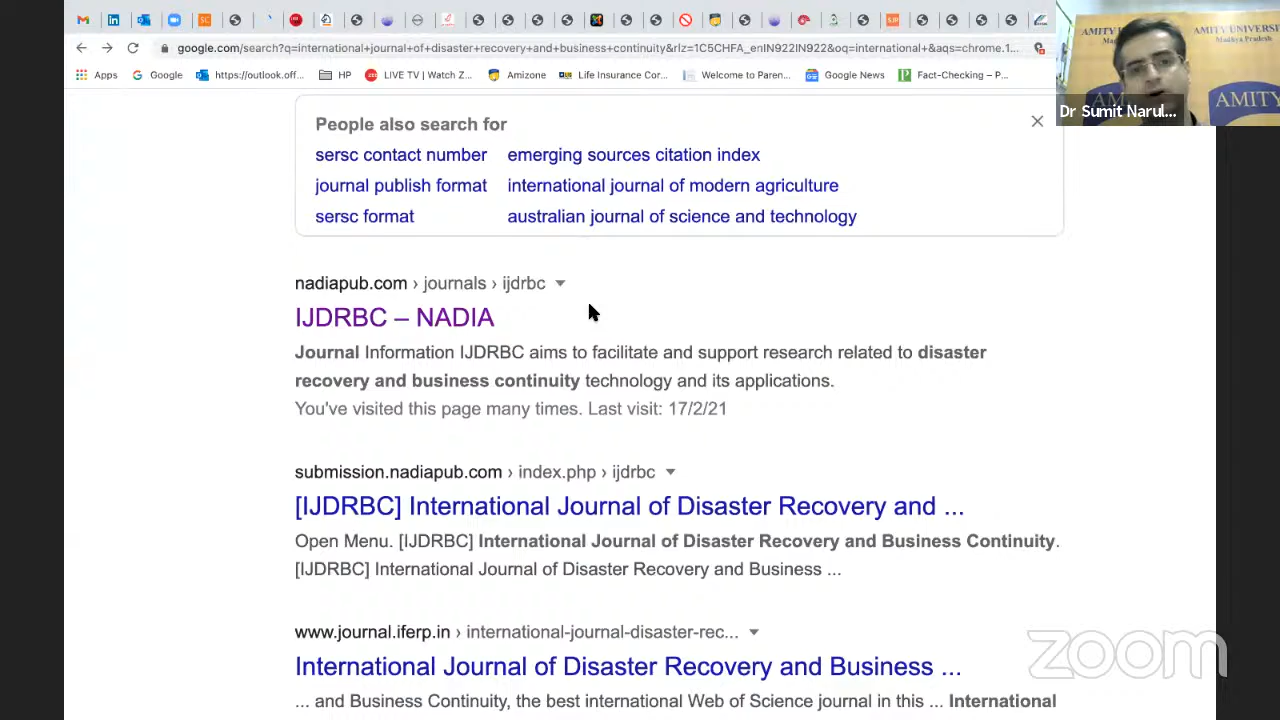 google.com/search?q=international+journal+of+disaster+recovery+and+business+continuity&rlz=1C5CHFA_enIN922IN922&oq=international+&aqs=chrome.1...
Apps Google https://outlook.off... HP LIVE TV | Watch Z... Amizone Life Insurance Cor... Welcome to Paren... Google News Fact-Checking – P...
AMITY UNIVERSITY
Madhya Pradesh
AMITY
Dr Sumit Narul...
People also search for
sersc contact number emerging sources citation index
journal publish format international journal of modern agriculture
sersc format australian journal of science and technology
nadiapub.com › journals › ijdrbc
IJDRBC – NADIA
Journal Information IJDRBC aims to facilitate and support research related to disaster
recovery and business continuity technology and its applications.
You've visited this page many times. Last visit: 17/2/21
submission.nadiapub.com › index.php › ijdrbc
[IJDRBC] International Journal of Disaster Recovery and ...
Open Menu. [IJDRBC] International Journal of Disaster Recovery and Business Continuity.
[IJDRBC] International Journal of Disaster Recovery and Business ...
www.journal.iferp.in › international-journal-disaster-rec...
International Journal of Disaster Recovery and Business ...
... and Business Continuity, the best international Web of Science journal in this ... International
zoom